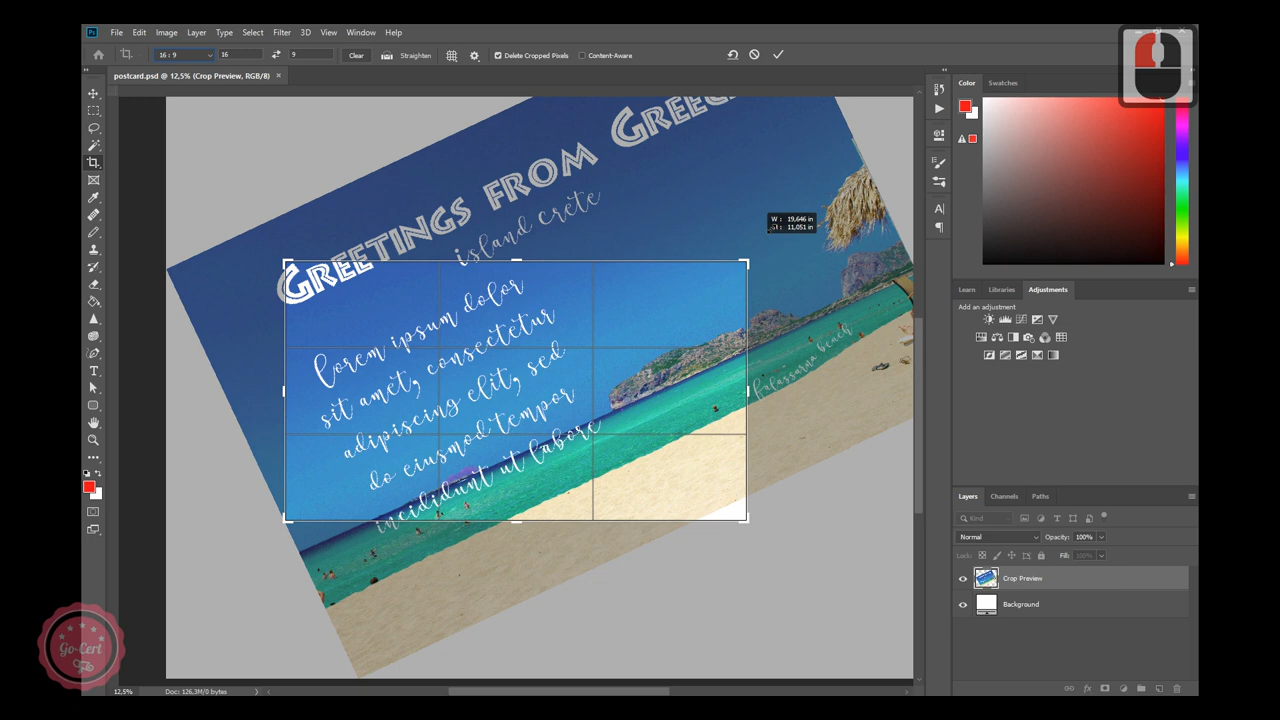 Ps File Edit Image Layer Type Select Filter 3D View Window Help
16 : 9 16 9 Clear Straighten Delete Cropped Pixels Content-Aware
postcard.psd @ 12,5% (Crop Preview, RGB/8) ×
Color Swatches
GREETINGS FROM
island crete
W: 19,646 in
H: 11,051 in
Lorem ipsum dolor
sit amet, consectetur
adipiscing elit, sed
do eiusmod tempor
incididunt ut labore
falassarna beach
Learn Libraries Adjustments
Add an adjustment
Layers Channels Paths
Kind
Normal Opacity: 100%
Lock: Fill: 100%
Crop Preview
Background
fx
Go-Cert
12,5% Doc: 126,3M/0 bytes